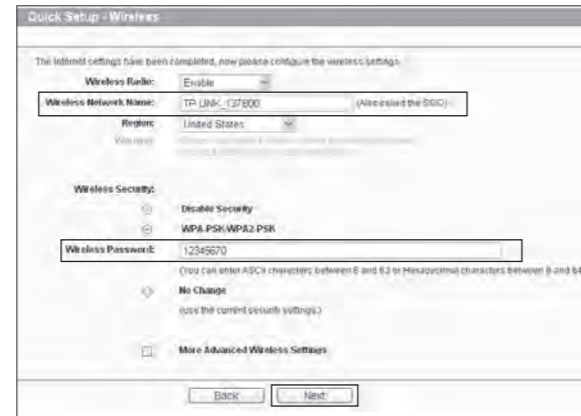 Quick Setup - Wireless
The Internet settings have been completed, now please configure the wireless settings.
Wireless Radio: Enable
Wireless Network Name: TP-LINK_137B00 (Also called the SSID)
Region: United States
Wireless Security:
Disable Security
WPA-PSK/WPA2-PSK
Wireless Password: 12345670
(You can enter ASCII characters between 8 and 63 or Hexadecimal characters between 8 and 64
No Change
(use the current security settings.)
More Advanced Wireless Settings
Back Next